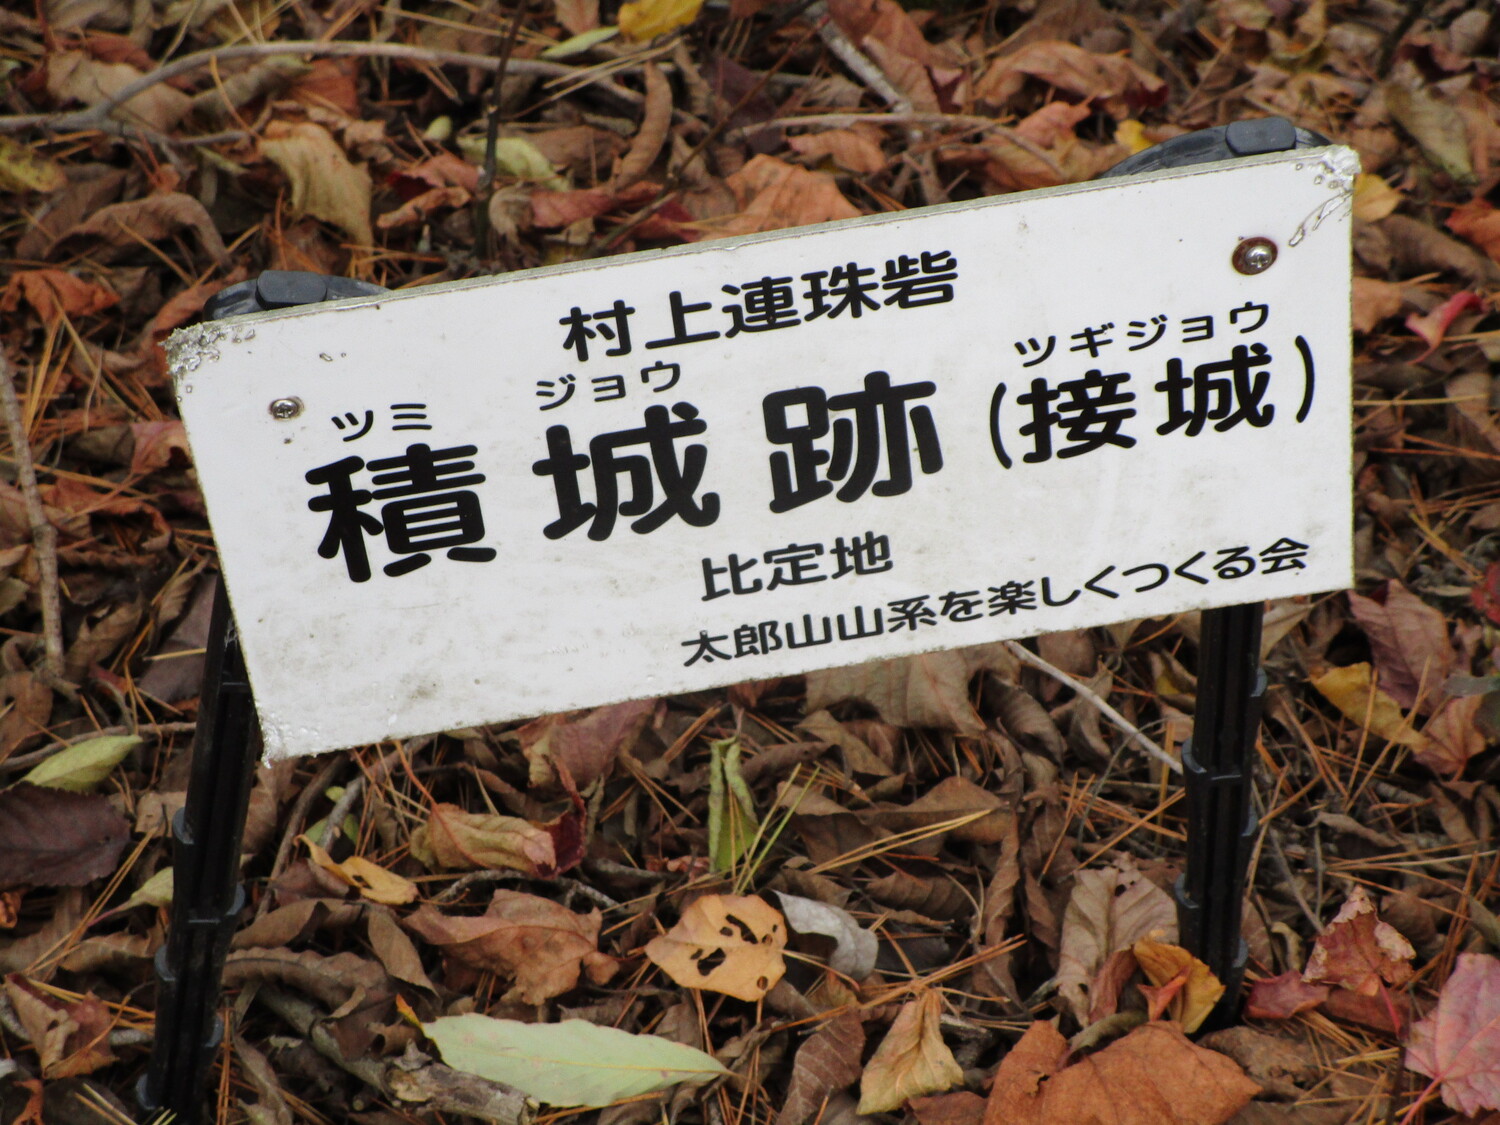 村上連珠砦
ツミ ジョウ ツギジョウ
積城跡(接城)
比定地
太郎山山系を楽しくつくる会